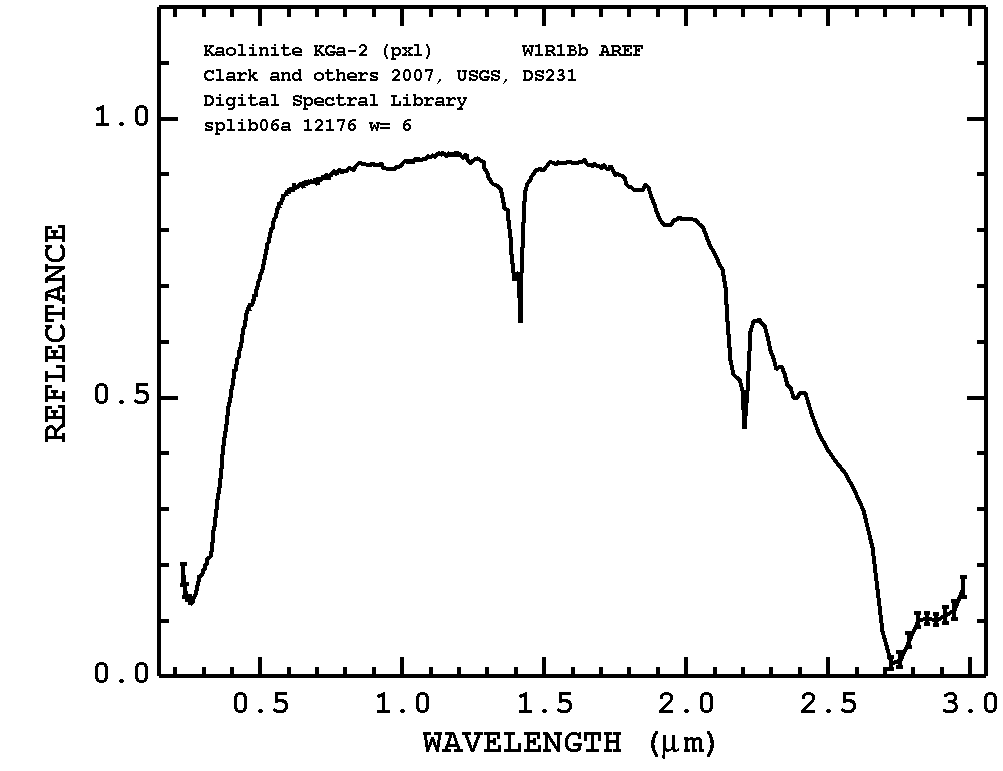 Kaolinite KGa-2 (pxl) W1R1Bb AREF
Clark and others 2007, USGS, DS231
Digital Spectral Library
splib06a 12176 w= 6
1.0
0.5
0.0
REFLECTANCE
0.5 1.0 1.5 2.0 2.5 3.0
WAVELENGTH (μm)